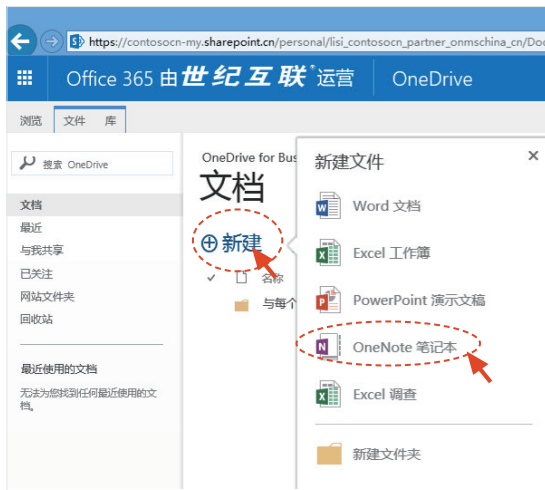 https://contosocn-my.sharepoint.cn/personal/lisi_contosocn_partner_onmschina_cn/Doc
Office 365 由世纪互联运营 OneDrive
浏览 文件 库
搜索 OneDrive
文档
最近
与我共享
已关注
网站文件夹
回收站
最近使用的文档
无法为您找到任何最近使用的文
档。
OneDrive for Bus
文档
新建
名称
与每个
新建文件
Word 文档
Excel 工作簿
PowerPoint 演示文稿
OneNote 笔记本
Excel 调查
新建文件夹